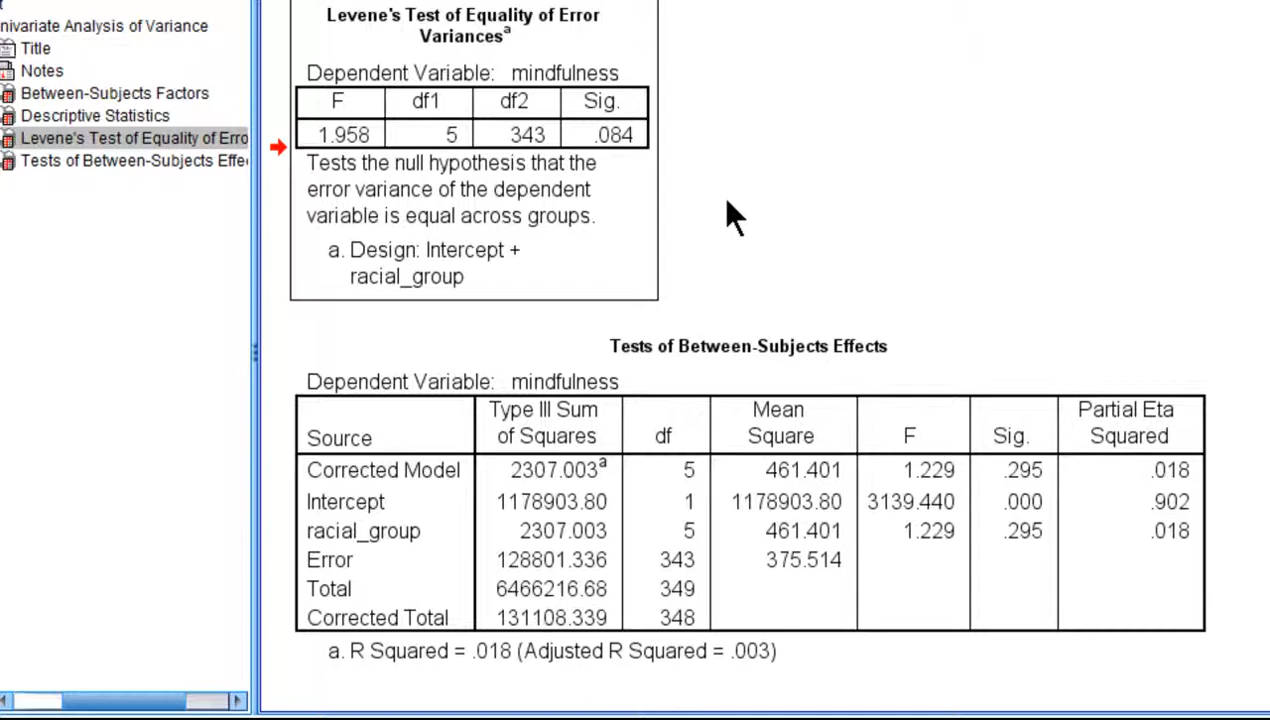 nivariate Analysis of Variance
Title
Notes
Between-Subjects Factors
Descriptive Statistics
Levene's Test of Equality of Erro
Tests of Between-Subjects Effe
Levene's Test of Equality of Error
Variancesa
Dependent Variable: mindfulness
F df1 df2 Sig.
1.958 5 343 .084
Tests the null hypothesis that the
error variance of the dependent
variable is equal across groups.
a. Design: Intercept +
racial_group
Tests of Between-Subjects Effects
Dependent Variable: mindfulness
Source Type III Sum of Squares df Mean Square F Sig. Partial Eta Squared
Corrected Model 2307.003a 5 461.401 1.229 .295 .018
Intercept 1178903.80 1 1178903.80 3139.440 .000 .902
racial_group 2307.003 5 461.401 1.229 .295 .018
Error 128801.336 343 375.514
Total 6466216.68 349
Corrected Total 131108.339 348
a. R Squared = .018 (Adjusted R Squared = .003)